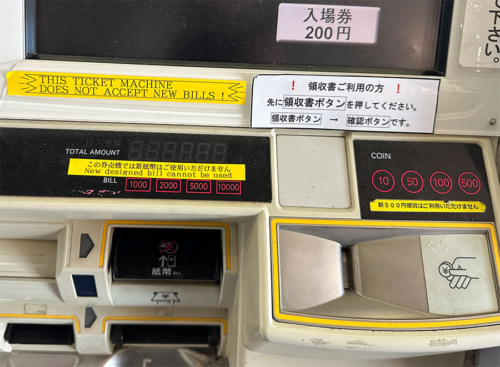 入場券
200円
下さい。
THIS TICKET MACHINE
DOES NOT ACCEPT NEW BILLS !
❗ 領収書ご利用の方 ❗
先に領収書ボタンを押してください。
領収書ボタン → 確認ボタンです。
TOTAL AMOUNT
この券売機では新紙幣はご使用いただけません
New designed bill cannot be used
BILL 1000 2000 5000 10000
COIN
10 50 100 500
新500円硬貨はご利用いただけません
紙幣 BILL